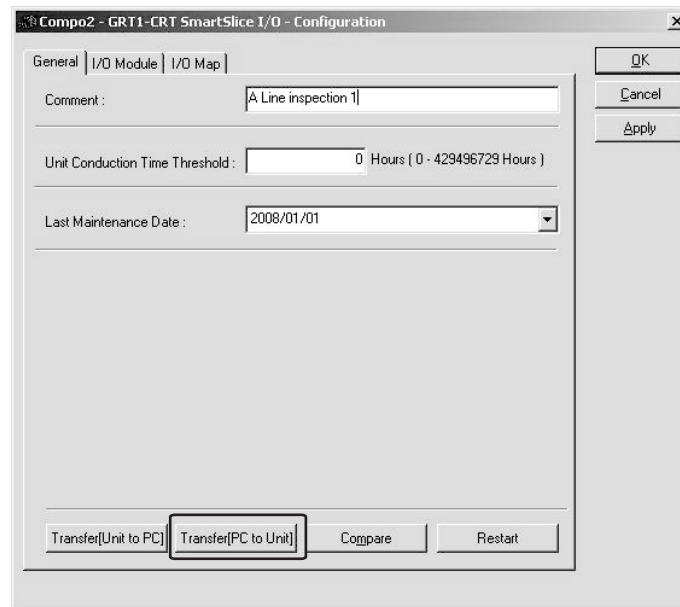 Compo2 - GRT1-CRT SmartSlice I/O - Configuration
General I/O Module I/O Map
OK
Comment : A Line inspection 1
Cancel
Apply
Unit Conduction Time Threshold : 0 Hours ( 0 - 429496729 Hours )
Last Maintenance Date : 2008/01/01
Transfer[Unit to PC] Transfer[PC to Unit] Compare Restart